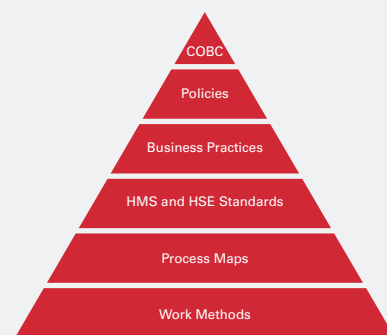 COBC
Policies
Business Practices
HMS and HSE Standards
Process Maps
Work Methods